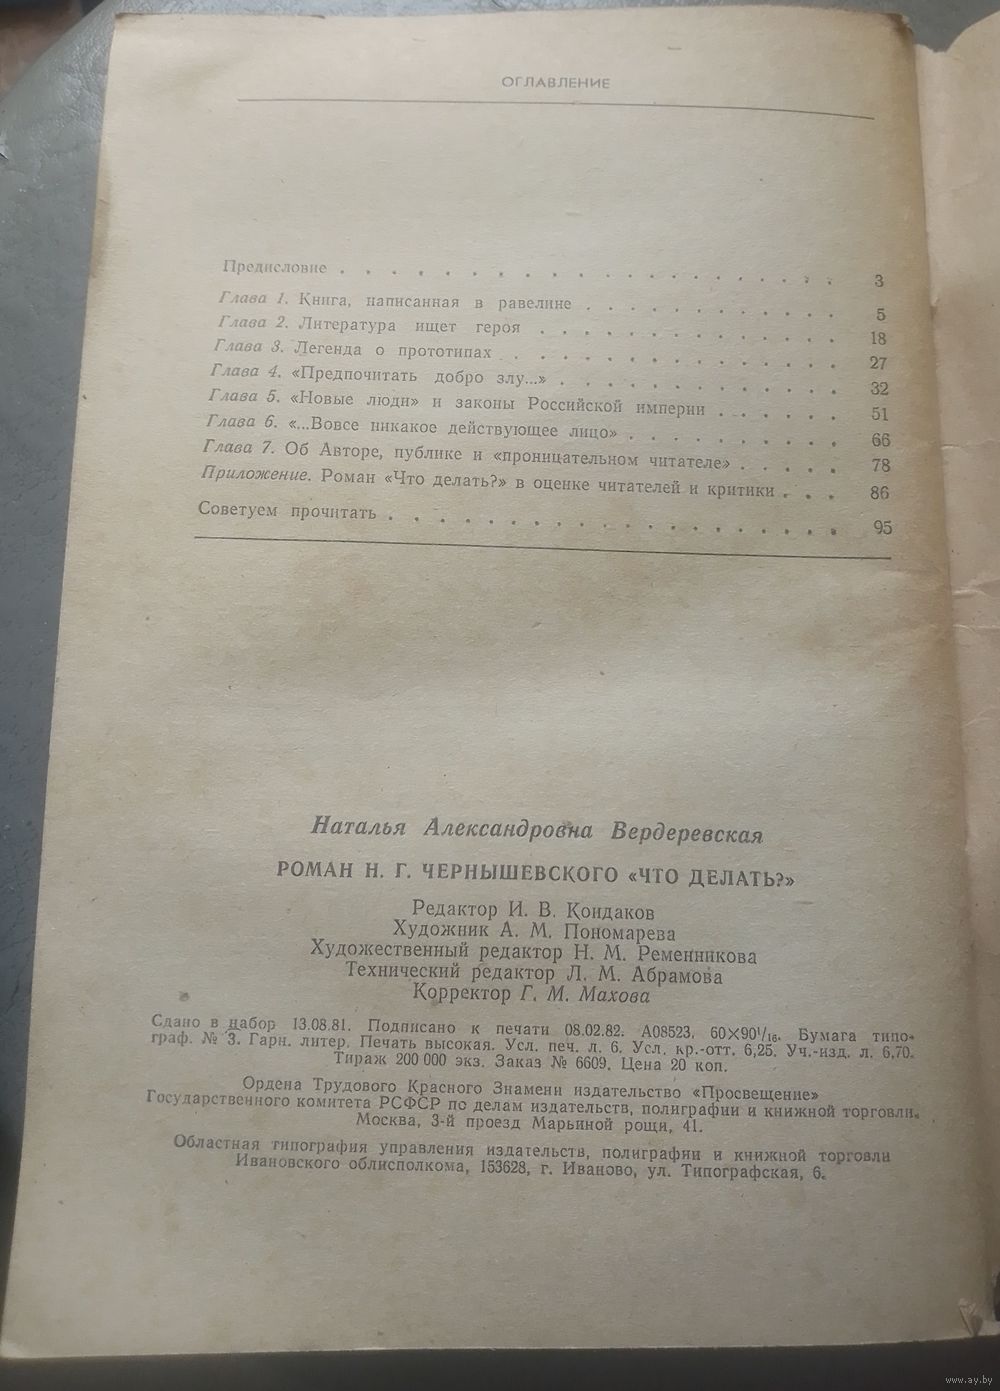 ОГЛАВЛЕНИЕ
Предисловие . . . . . . . . . . . . . . . . . . . 3
Глава 1. Книга, написанная в равелине . . . . . . . . . . 5
Глава 2. Литература ищет героя . . . . . . . . . . . . 18
Глава 3. Легенда о прототипах . . . . . . . . . . . . . 27
Глава 4. «Предпочитать добро злу...» . . . . . . . . . . . 32
Глава 5. «Новые люди» и законы Российской империи . . . . . . 51
Глава 6. «...Вовсе никакое действующее лицо» . . . . . . . . 66
Глава 7. Об Авторе, публике и «проницательном читателе» . . . . . 78
Приложение. Роман «Что делать?» в оценке читателей и критики . . . 86
Советуем прочитать . . . . . . . . . . . . . . . . . . 95
Наталья Александровна Вердеревская
РОМАН Н. Г. ЧЕРНЫШЕВСКОГО «ЧТО ДЕЛАТЬ?»
Редактор И. В. Кондаков
Художник А. М. Пономарева
Художественный редактор Н. М. Ременникова
Технический редактор Л. М. Абрамова
Корректор Г. М. Махова
Сдано в набор 13.08.81. Подписано к печати 08.02.82. А08523. 60×90¹/₁₆. Бумага типо-
граф. № 3. Гарн. литер. Печать высокая. Усл. печ. л. 6. Усл. кр.-отт. 6,25. Уч.-изд. л. 6,70.
Тираж 200 000 экз. Заказ № 6609. Цена 20 коп.
Ордена Трудового Красного Знамени издательство «Просвещение»
Государственного комитета РСФСР по делам издательств, полиграфии и книжной торговли.
Москва, 3-й проезд Марьиной рощи, 41.
Областная типография управления издательств, полиграфии и книжной торговли
Ивановского облисполкома, 153628, г. Иваново, ул. Типографская, 6.
www.ay.by